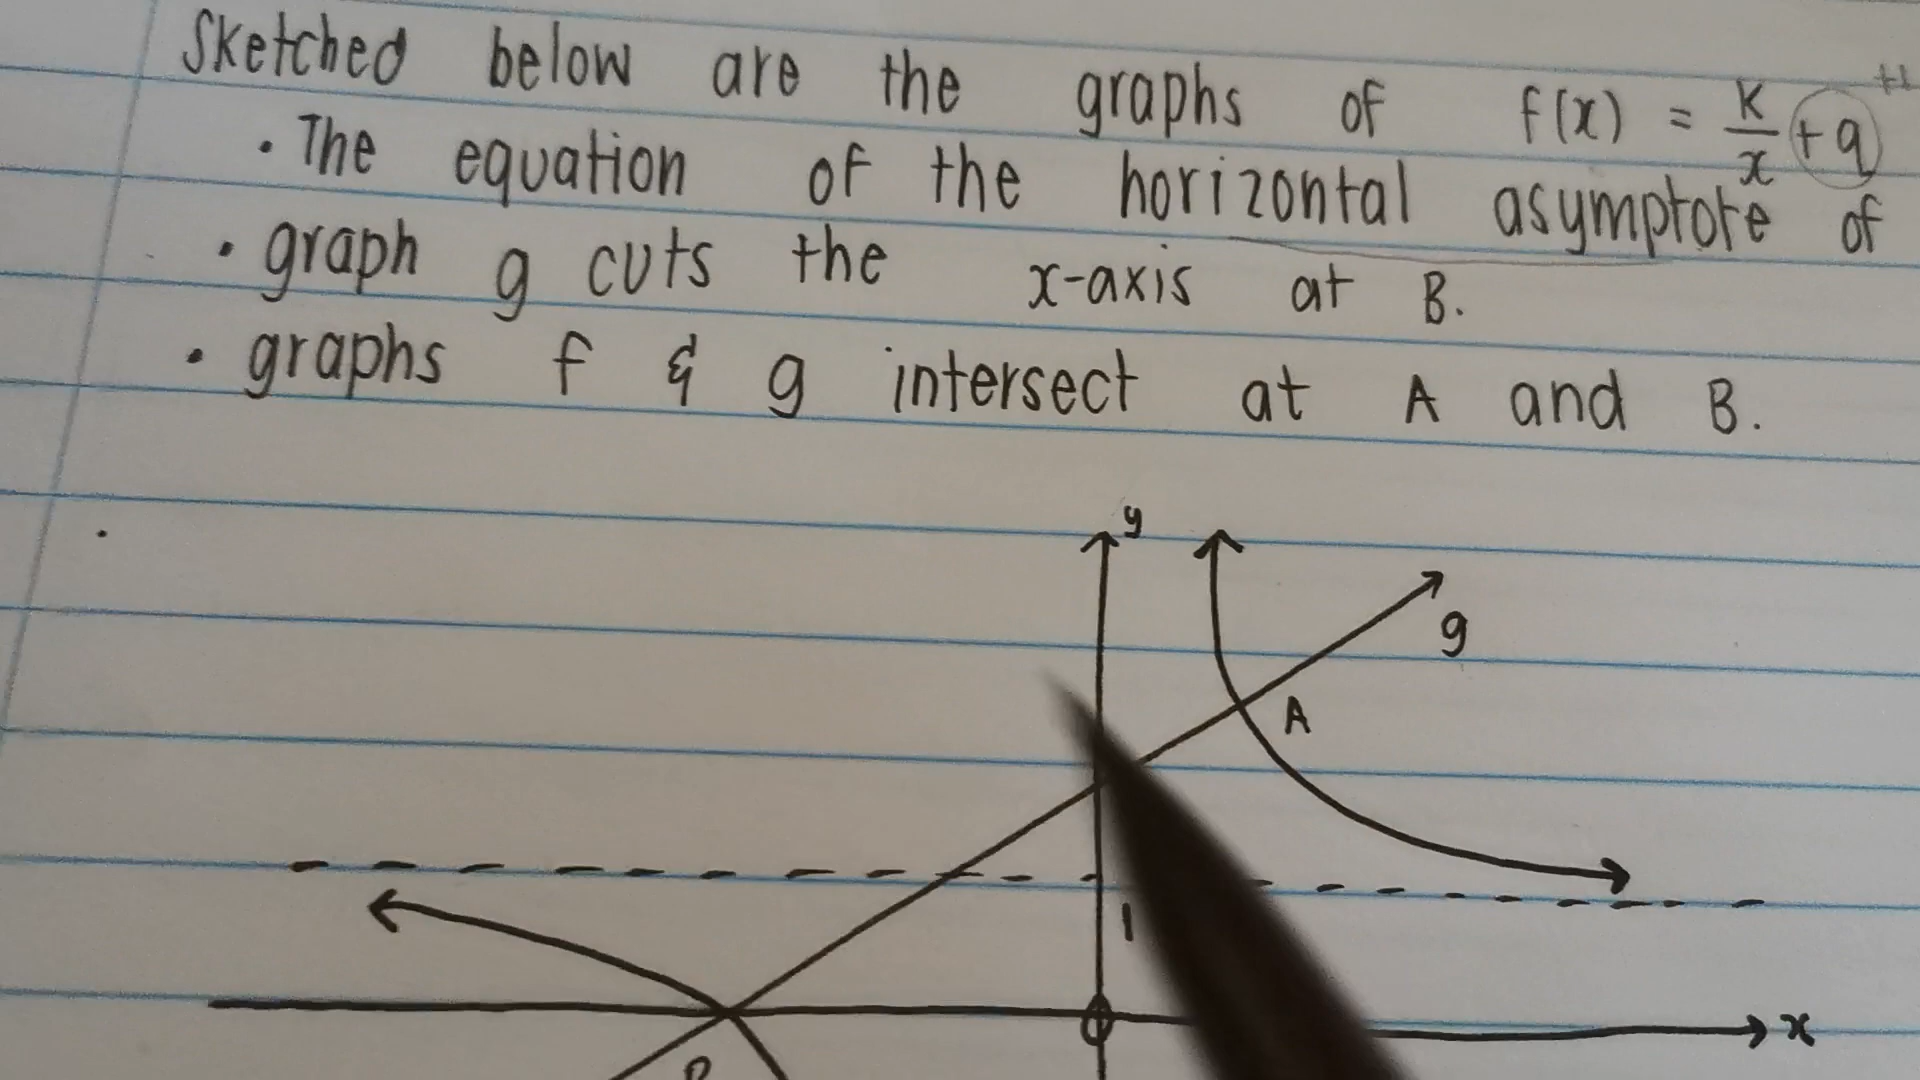 Sketched below are the graphs of f(x) = k/x + q
• The equation of the horizontal asymptote of
• graph g cuts the x-axis at B.
• graphs f & g intersect at A and B.
y
g
A
1
0
x